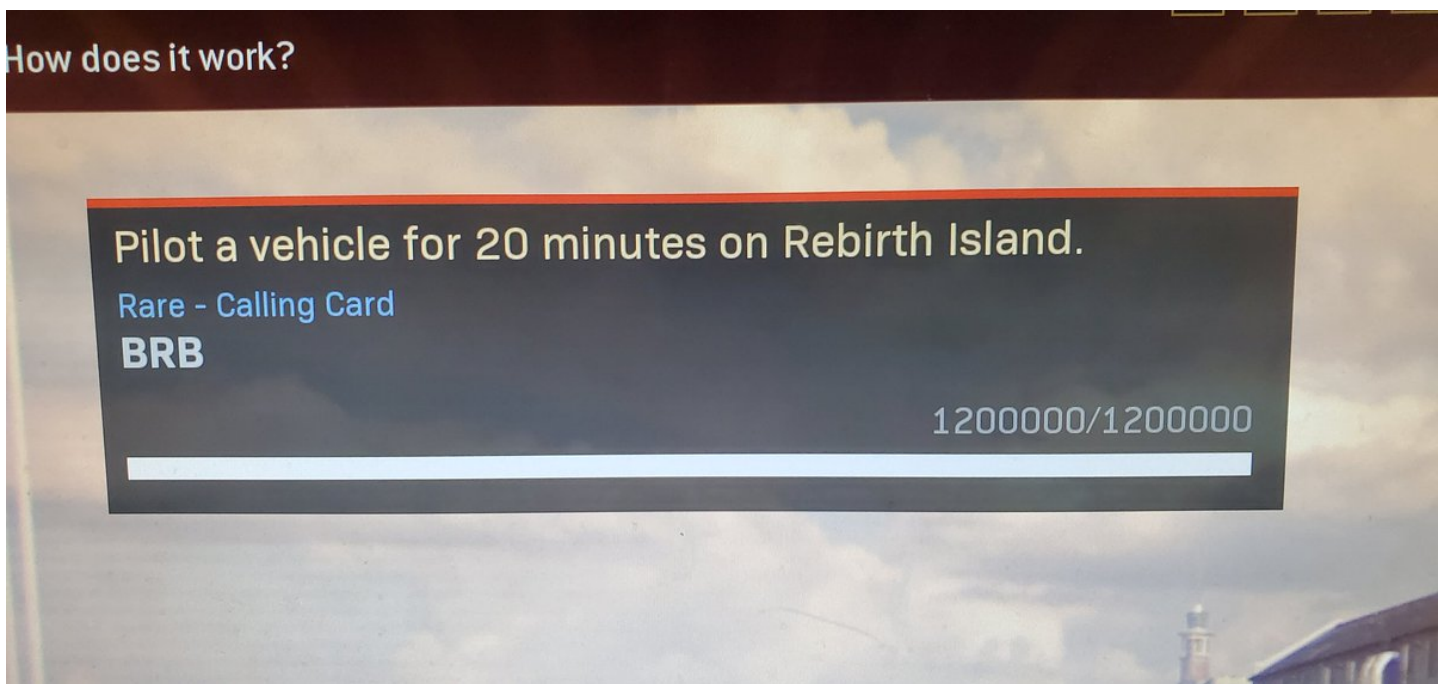 How does it work?
Pilot a vehicle for 20 minutes on Rebirth Island.
Rare - Calling Card
BRB
1200000/1200000